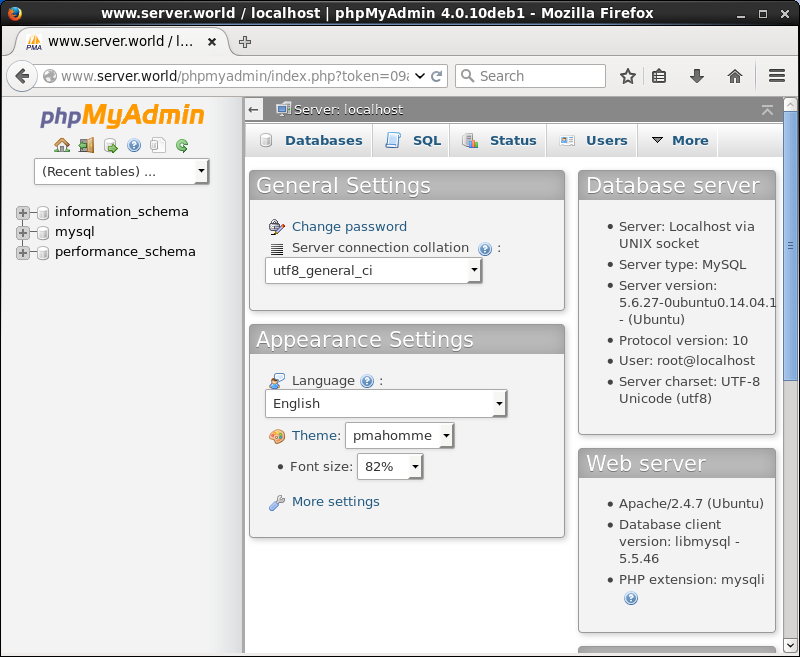 www.server.world / localhost | phpMyAdmin 4.0.10deb1 - Mozilla Firefox
PMA
www.server.world / l...
www.server.world/phpmyadmin/index.php?token=09a
Search
phpMyAdmin
(Recent tables) ...
information_schema
mysql
performance_schema
Server: localhost
Databases
SQL
Status
Users
More
General Settings
Change password
Server connection collation :
utf8_general_ci
Appearance Settings
Language :
English
Theme: pmahomme
• Font size: 82%
More settings
Database server
• Server: Localhost via
UNIX socket
• Server type: MySQL
• Server version:
5.6.27-0ubuntu0.14.04.1
- (Ubuntu)
• Protocol version: 10
• User: root@localhost
• Server charset: UTF-8
Unicode (utf8)
Web server
• Apache/2.4.7 (Ubuntu)
• Database client
version: libmysql -
5.5.46
• PHP extension: mysqli